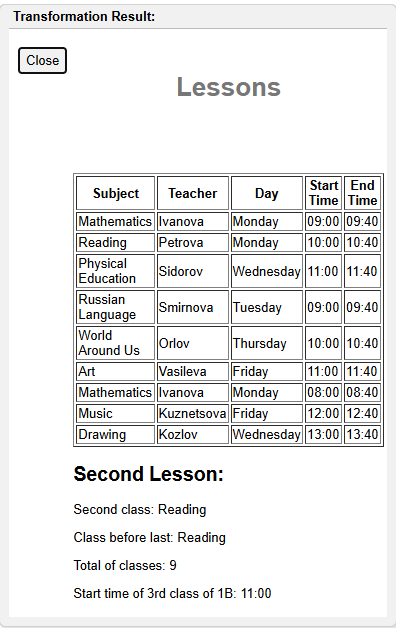 Transformation Result:
Close
Lessons
Subject Teacher Day Start Time End Time
Mathematics Ivanova Monday 09:00 09:40
Reading Petrova Monday 10:00 10:40
Physical Education Sidorov Wednesday 11:00 11:40
Russian Language Smirnova Tuesday 09:00 09:40
World Around Us Orlov Thursday 10:00 10:40
Art Vasileva Friday 11:00 11:40
Mathematics Ivanova Monday 08:00 08:40
Music Kuznetsova Friday 12:00 12:40
Drawing Kozlov Wednesday 13:00 13:40
Second Lesson:
Second class: Reading
Class before last: Reading
Total of classes: 9
Start time of 3rd class of 1B: 11:00